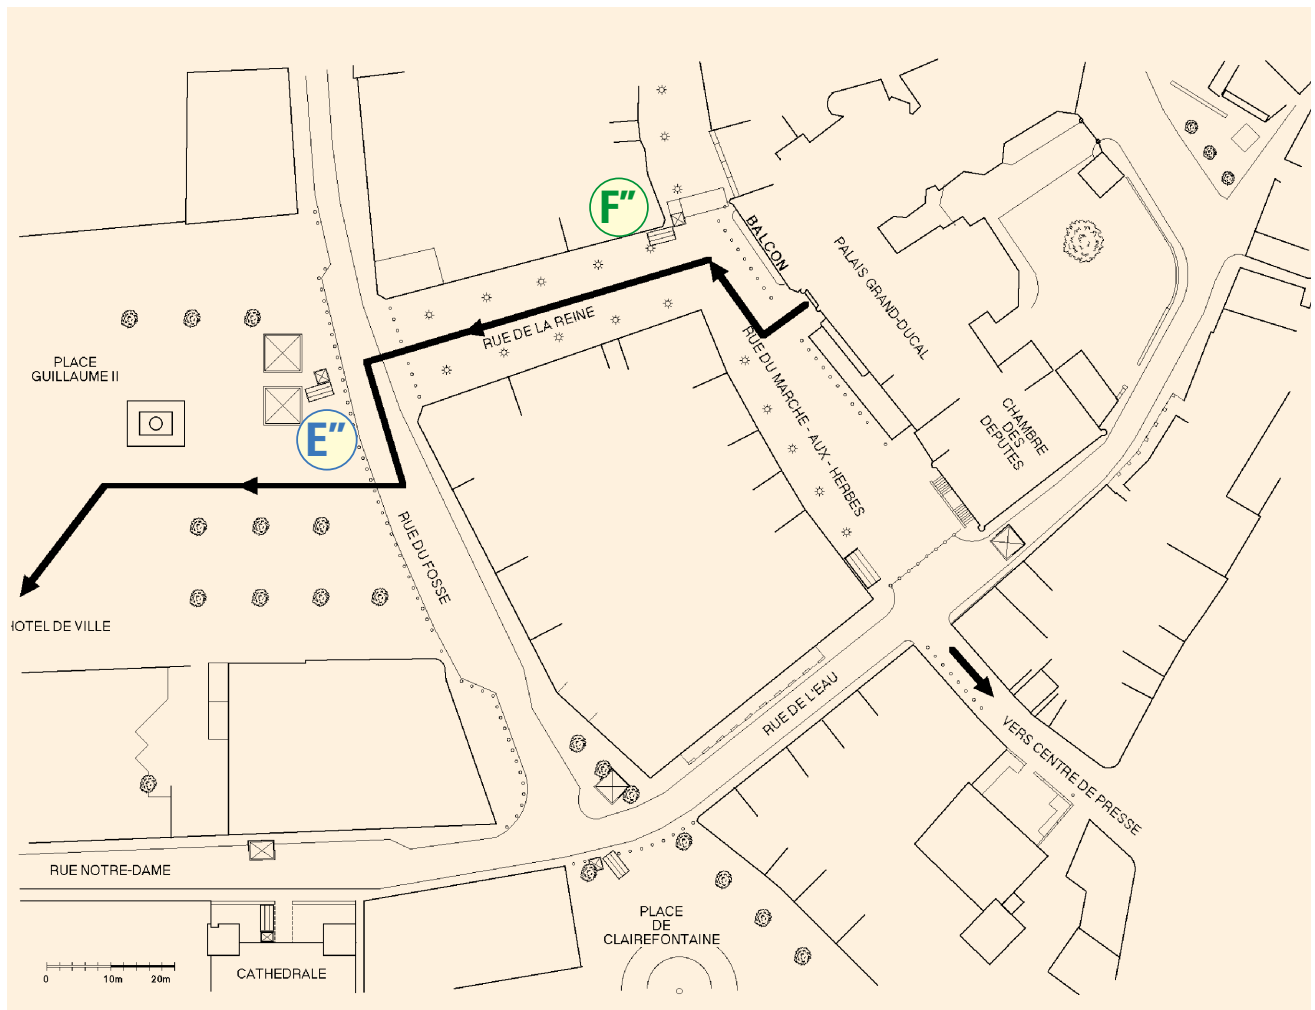 F”
BALCON
PALAIS GRAND-DUCAL
RUE DE LA REINE
PLACE
GUILLAUME II
RUE DU MARCHE - AUX - HERBES
CHAMBRE
DES
DEPUTES
E”
RUE DU FOSSE
HOTEL DE VILLE
RUE DE L'EAU
VERS CENTRE DE PRESSE
RUE NOTRE-DAME
PLACE
DE
CLAIREFONTAINE
CATHEDRALE
0 10m 20m